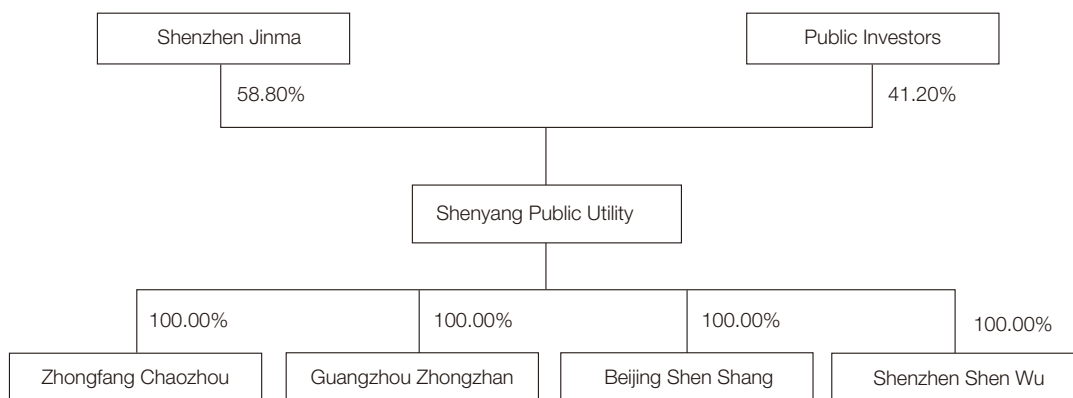 Shenzhen Jinma
Public Investors
58.80%
41.20%
Shenyang Public Utility
100.00%
100.00%
100.00%
100.00%
Zhongfang Chaozhou
Guangzhou Zhongzhan
Beijing Shen Shang
Shenzhen Shen Wu